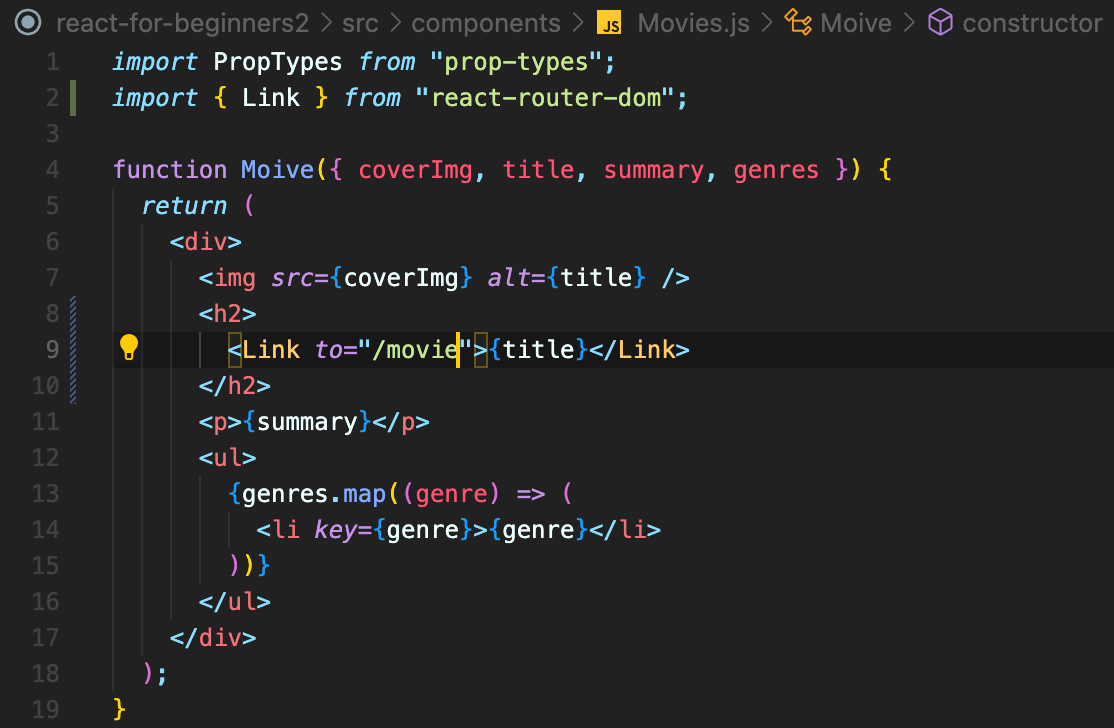 react-for-beginners2 > src > components > JS Movies.js > Moive > constructor
1 import PropTypes from "prop-types";
2 import { Link } from "react-router-dom";
3
4 function Moive({ coverImg, title, summary, genres }) {
5 return (
6 <div>
7 <img src={coverImg} alt={title} />
8 <h2>
9 <Link to="/movie">{title}</Link>
10 </h2>
11 <p>{summary}</p>
12 <ul>
13 {genres.map((genre) => (
14 <li key={genre}>{genre}</li>
15 ))}
16 </ul>
17 </div>
18 );
19 }